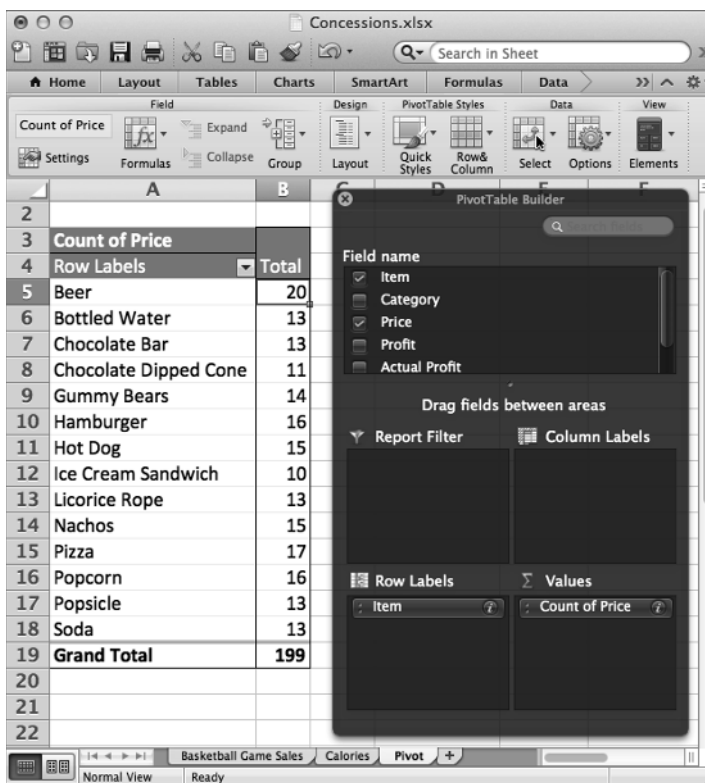 Concessions.xlsx
Search in Sheet
Home Layout Tables Charts SmartArt Formulas Data
Field Design PivotTable Styles Data View
Count of Price fx Expand
Settings Formulas Collapse Group Layout Quick Styles Row& Column Select Options Elements
A B
2
3 Count of Price
4 Row Labels Total
5 Beer 20
6 Bottled Water 13
7 Chocolate Bar 13
8 Chocolate Dipped Cone 11
9 Gummy Bears 14
10 Hamburger 16
11 Hot Dog 15
12 Ice Cream Sandwich 10
13 Licorice Rope 13
14 Nachos 15
15 Pizza 17
16 Popcorn 16
17 Popsicle 13
18 Soda 13
19 Grand Total 199
20
21
22
PivotTable Builder
Field name
Item
Category
Price
Profit
Actual Profit
Drag fields between areas
Report Filter Column Labels
Row Labels Σ Values
Item Count of Price
Basketball Game Sales Calories Pivot +
Normal View Ready